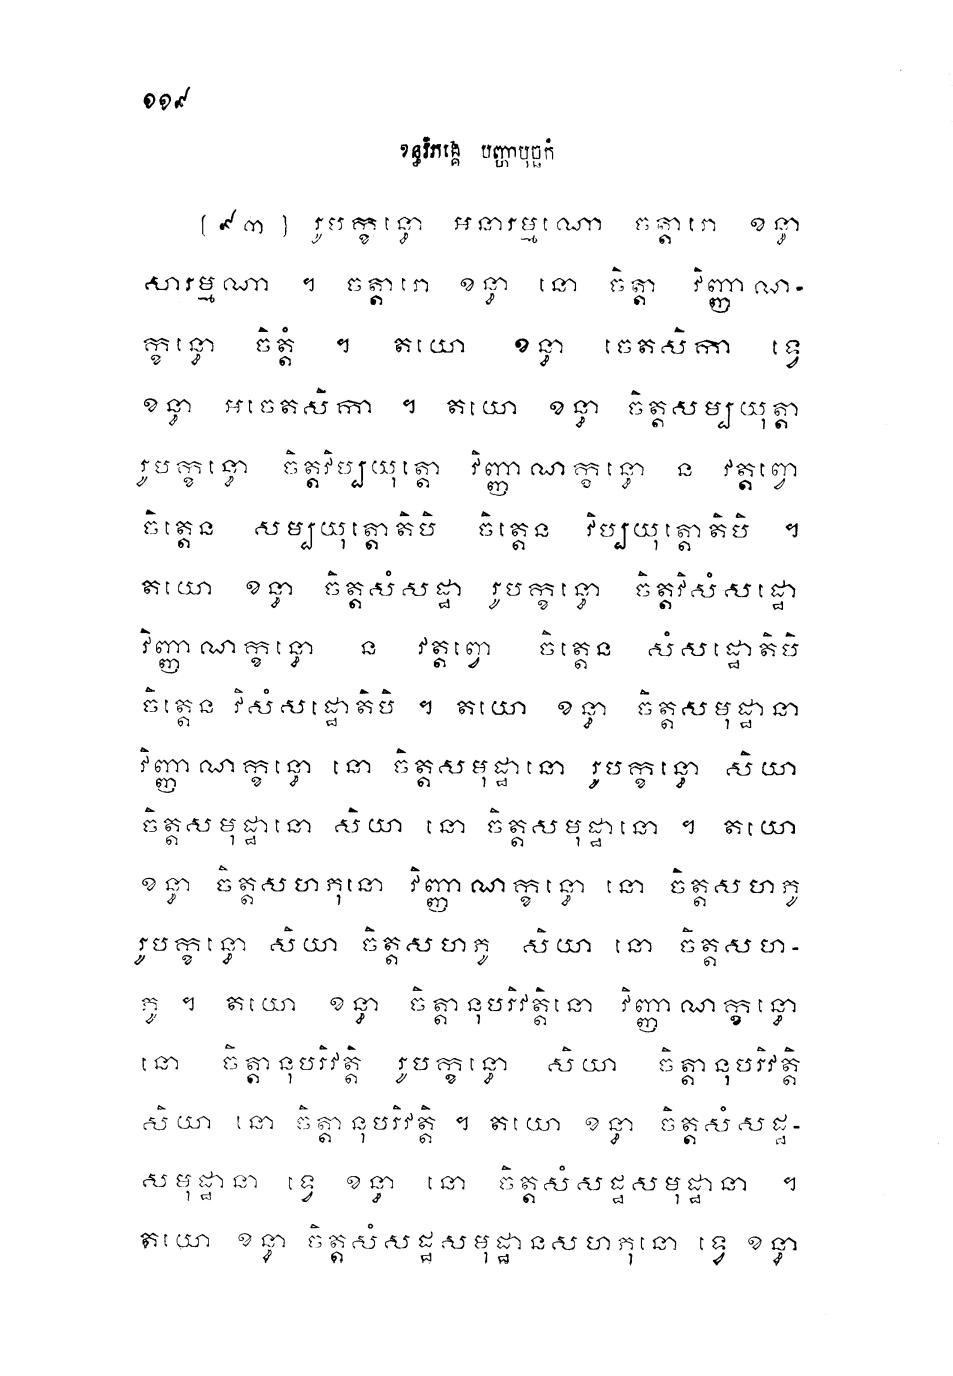 ១១៩
ខន្ធវិភង្គេ បញ្ហាបុច្ឆកំ
[៩៣] រូបក្ខន្ធោ អនារម្មណោ ចត្តារោ ខន្ធា
សារម្មណា ។ ចត្តារោ ខន្ធា នោ ចិត្តា វិញ្ញាណ-
ក្ខន្ធោ ចិត្តំ ។ តយោ ខន្ធា ចេតសិកា ទ្វេ
ខន្ធា អចេតសិកា ។ តយោ ខន្ធា ចិត្តសម្បយុត្តា
រូបក្ខន្ធោ ចិត្តវិប្បយុត្តោ វិញ្ញាណក្ខន្ធោ ន វត្តព្វោ
ចិត្តេន សម្បយុត្តោតិបិ ចិត្តេន វិប្បយុត្តោតិបិ ។
តយោ ខន្ធា ចិត្តសំសដ្ឋា រូបក្ខន្ធោ ចិត្តវិសំសដ្ឋោ
វិញ្ញាណក្ខន្ធោ ន វត្តព្វោ ចិត្តេន សំសដ្ឋោតិបិ
ចិត្តេន វិសំសដ្ឋោតិបិ ។ តយោ ខន្ធា ចិត្តសមុដ្ឋានា
វិញ្ញាណក្ខន្ធោ នោ ចិត្តសមុដ្ឋានោ រូបក្ខន្ធោ សិយា
ចិត្តសមុដ្ឋានោ សិយា នោ ចិត្តសមុដ្ឋានោ ។ តយោ
ខន្ធា ចិត្តសហភុនោ វិញ្ញាណក្ខន្ធោ នោ ចិត្តសហភូ
រូបក្ខន្ធោ សិយា ចិត្តសហភូ សិយា នោ ចិត្តសហ-
ភូ ។ តយោ ខន្ធា ចិត្តានុបរិវត្តិនោ វិញ្ញាណក្ខន្ធោ
នោ ចិត្តានុបរិវត្តិ រូបក្ខន្ធោ សិយា ចិត្តានុបរិវត្តិ
សិយា នោ ចិត្តានុបរិវត្តិ ។ តយោ ខន្ធា ចិត្តសំសដ្ឋ-
សមុដ្ឋានា ទ្វេ ខន្ធា នោ ចិត្តសំសដ្ឋសមុដ្ឋានា ។
តយោ ខន្ធា ចិត្តសំសដ្ឋសមុដ្ឋានសហភុនោ ទ្វេ ខន្ធា